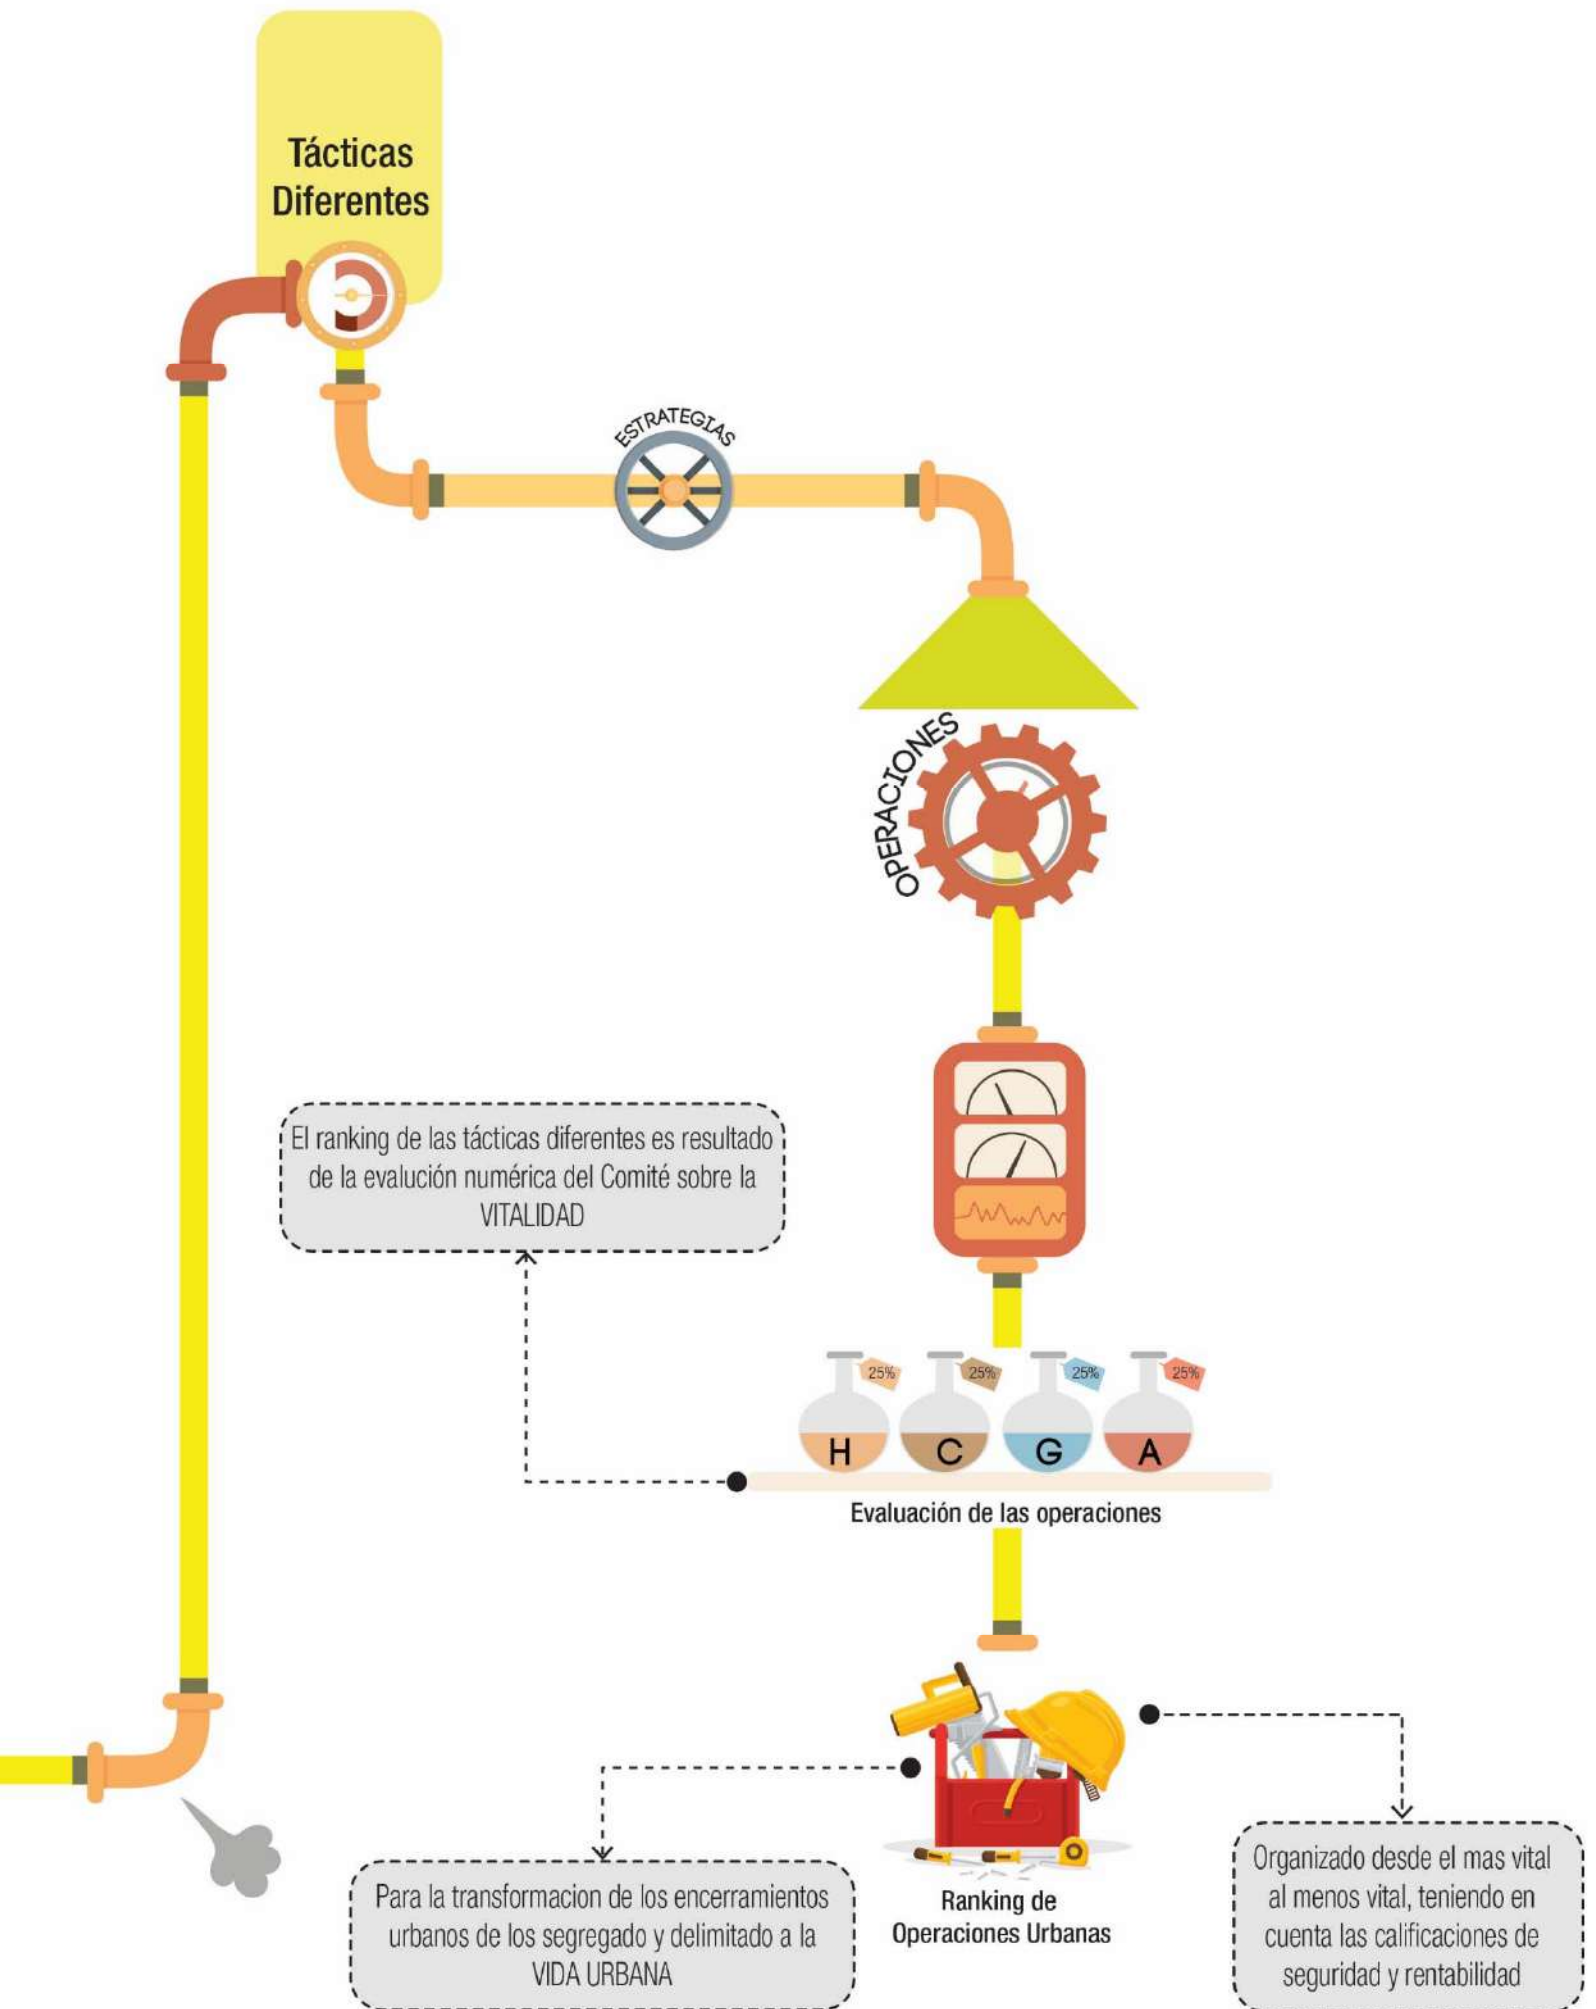 Tácticas
Diferentes
ESTRATEGIAS
OPERACIONES
El ranking de las tácticas diferentes es resultado
de la evalución numérica del Comité sobre la
VITALIDAD
25%
25%
25%
25%
H
C
G
A
Evaluación de las operaciones
Ranking de
Operaciones Urbanas
Para la transformacion de los encerramientos
urbanos de los segregado y delimitado a la
VIDA URBANA
Organizado desde el mas vital
al menos vital, teniendo en
cuenta las calificaciones de
seguridad y rentabilidad